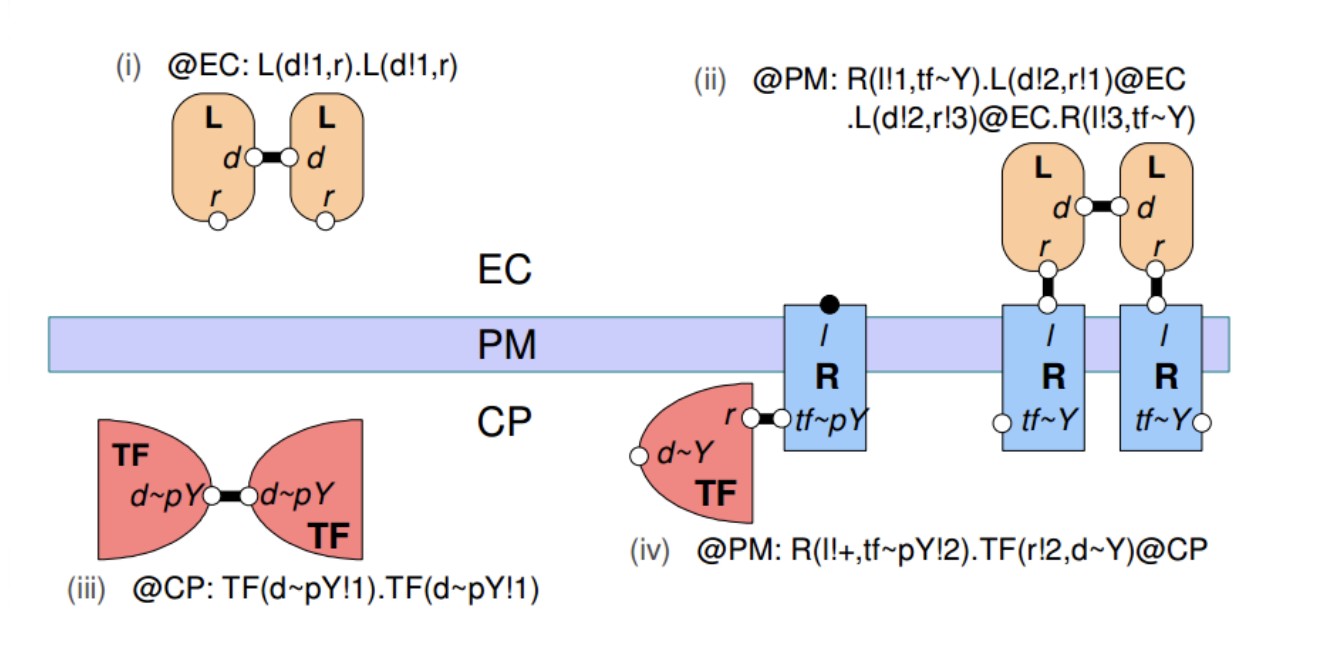 (i) @EC: L(d!1,r).L(d!1,r)
(ii) @PM: R(l!1,tf~Y).L(d!2,r!1)@EC
.L(d!2,r!3)@EC.R(l!3,tf~Y)
L L
d d
r r
L L
d d
r r
EC
PM
CP
l
R
tf~pY
l
R
tf~Y
l
R
tf~Y
r
d~Y
TF
TF
d~pY
d~pY
TF
(iv) @PM: R(l!+,tf~pY!2).TF(r!2,d~Y)@CP
(iii) @CP: TF(d~pY!1).TF(d~pY!1)